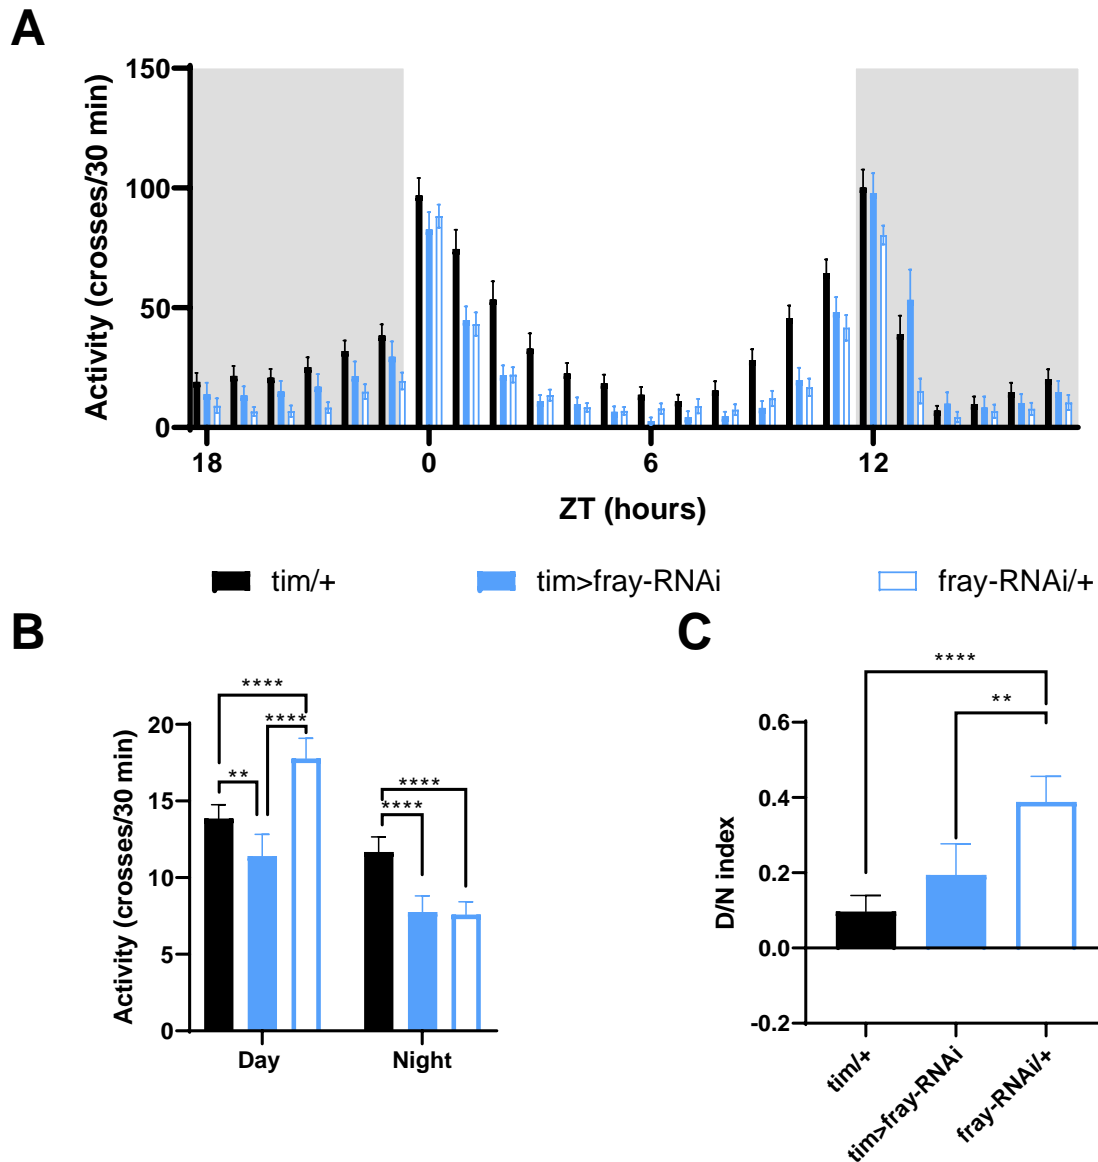 A
150
100
50
0
Activity (crosses/30 min)
18
0
6
12
ZT (hours)
tim/+
tim>fray-RNAi
fray-RNAi/+
B
****
****
**
****
****
20
15
10
5
0
Activity (crosses/30 min)
Day
Night
C
****
**
0.6
0.4
0.2
0.0
-0.2
D/N index
tim/+
tim>fray-RNAi
fray-RNAi/+